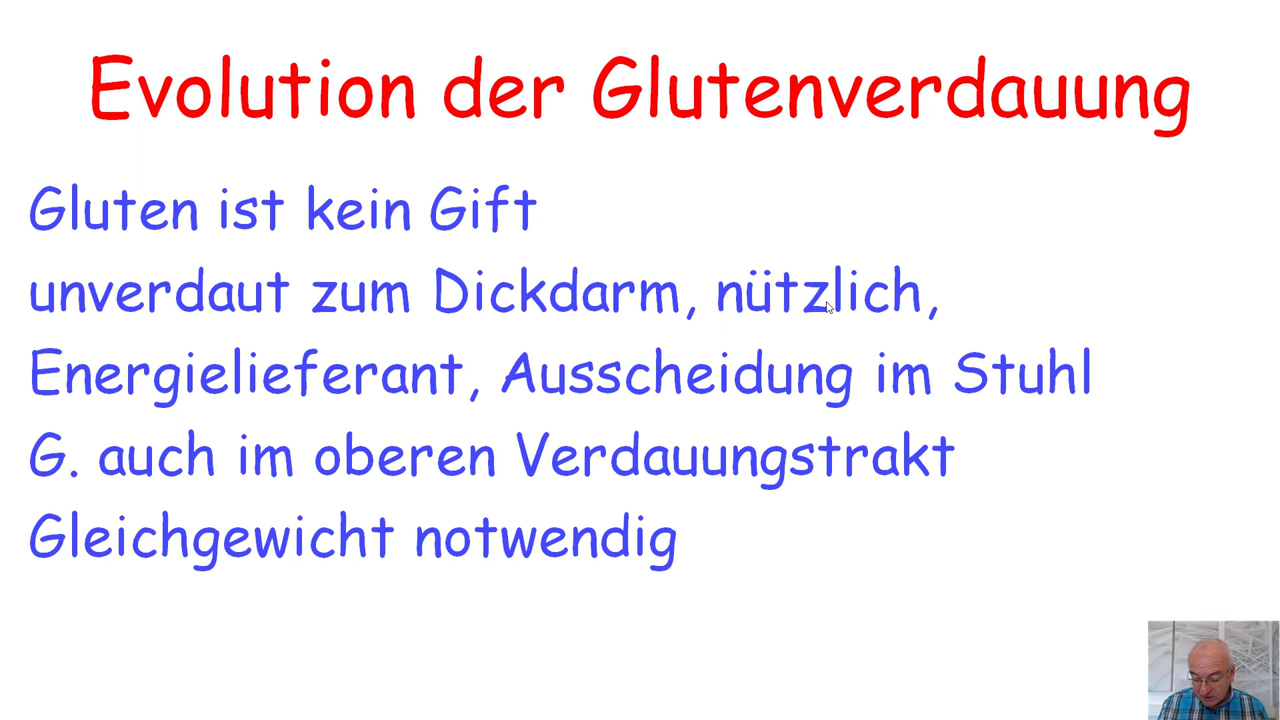 Evolution der Glutenverdauung
Gluten ist kein Gift
unverdaut zum Dickdarm, nützlich,
Energielieferant, Ausscheidung im Stuhl
G. auch im oberen Verdauungstrakt
Gleichgewicht notwendig